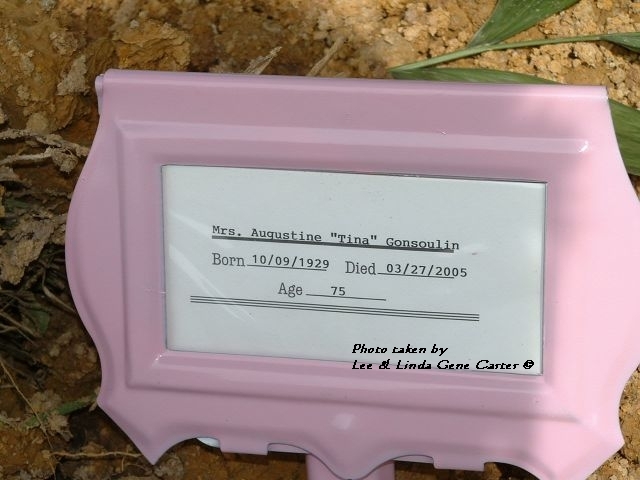 Mrs. Augustine "Tina" Gonsoulin
Born 10/09/1929 Died 03/27/2005
Age 75
Photo taken by
Lee & Linda Gene Carter ©